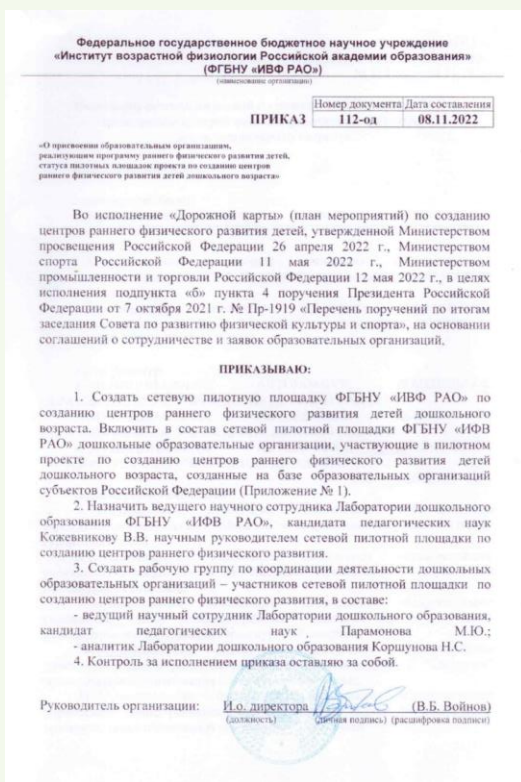 Федеральное государственное бюджетное научное учреждение
«Институт возрастной физиологии Российской академии образования»
(ФГБНУ «ИВФ РАО»)
(наименование организации)
Номер документа Дата составления
ПРИКАЗ 112-од 08.11.2022
«О присвоении образовательным организациям,
реализующим программу раннего физического развития детей,
статуса пилотных площадок проекта по созданию центров
раннего физического развития детей дошкольного возраста»
Во исполнение «Дорожной карты» (план мероприятий) по созданию
центров раннего физического развития детей, утвержденной Министерством
просвещения Российской Федерации 26 апреля 2022 г., Министерством
спорта Российской Федерации 11 мая 2022 г., Министерством
промышленности и торговли Российской Федерации 12 мая 2022 г., в целях
исполнения подпункта «б» пункта 4 поручения Президента Российской
Федерации от 7 октября 2021 г. № Пр-1919 «Перечень поручений по итогам
заседания Совета по развитию физической культуры и спорта», на основании
соглашений о сотрудничестве и заявок образовательных организаций,
ПРИКАЗЫВАЮ:
1. Создать сетевую пилотную площадку ФГБНУ «ИВФ РАО» по
созданию центров раннего физического развития детей дошкольного
возраста. Включить в состав сетевой пилотной площадки ФГБНУ «ИФВ
РАО» дошкольные образовательные организации, участвующие в пилотном
проекте по созданию центров раннего физического развития детей
дошкольного возраста, созданные на базе образовательных организаций
субъектов Российской Федерации (Приложение № 1).
2. Назначить ведущего научного сотрудника Лаборатории дошкольного
образования ФГБНУ «ИФВ РАО», кандидата педагогических наук
Кожевникову В.В. научным руководителем сетевой пилотной площадки по
созданию центров раннего физического развития.
3. Создать рабочую группу по координации деятельности дошкольных
образовательных организаций – участников сетевой пилотной площадки по
созданию центров раннего физического развития, в составе:
- ведущий научный сотрудник Лаборатории дошкольного образования,
кандидат педагогических наук , Парамонова М.Ю.;
- аналитик Лаборатории дошкольного образования Коршунова Н.С.
4. Контроль за исполнением приказа оставляю за собой.
Руководитель организации: И.о. директора (В.Б. Войнов)
(должность) (личная подпись) (расшифровка подписи)